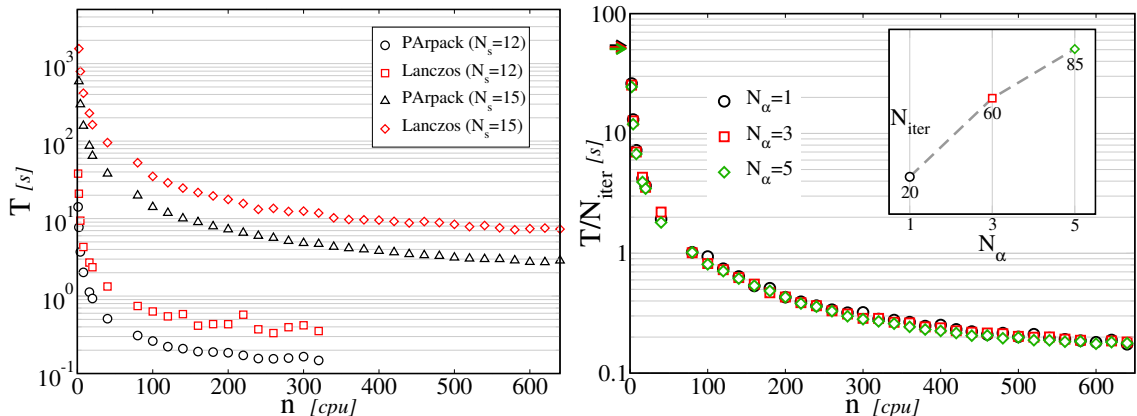 10^3
10^2
10^1
10^0
10^-1
T [s]
0
100
200
300
400
500
600
n [cpu]
PArpack (N_s=12)
Lanczos (N_s=12)
PArpack (N_s=15)
Lanczos (N_s=15)
100
10
1
0.1
T/N_iter [s]
100
200
300
400
500
600
n [cpu]
N_α=1
N_α=3
N_α=5
N_iter
20
60
85
1
3
5
N_α